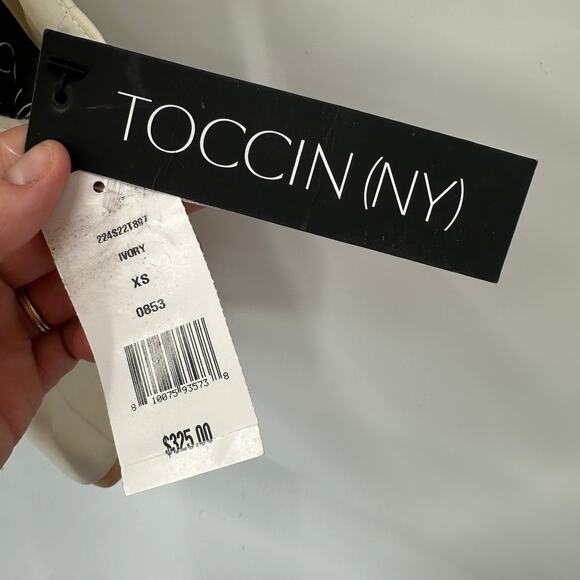 TOCCIN (NY)
224S22T897
IVORY
XS
0853
8 10075 93573 8
$325.00